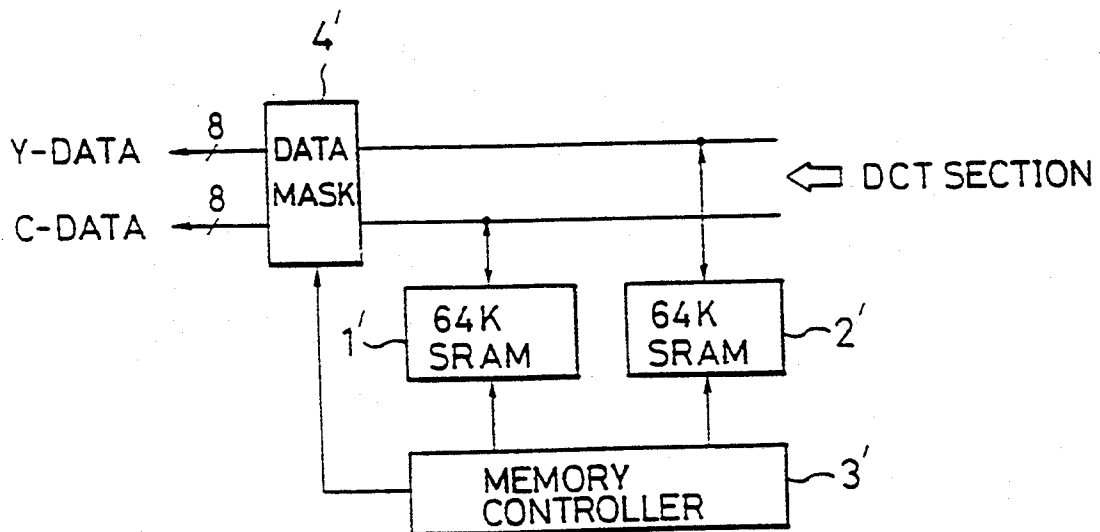 4'
Y-DATA
8
DATA
MASK
C-DATA
8
DCT SECTION
1'
64K
SRAM
64K
SRAM
2'
MEMORY
CONTROLLER
3'